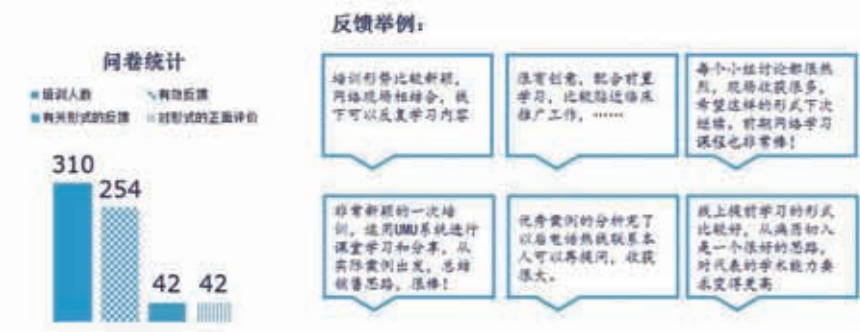 反馈举例：
问卷统计
培训人数
有效反馈
有关形式的反馈
对形式的正面评价
310
254
42
42
培训形势比较新颖，
网络现场相结合，线
下可以反复学习内容
很有创意，配合前置
学习，比较贴近临床
推广工作，……
每个小组讨论都很热
烈，现场收获很多。
希望这样的形式下次
继续。前期网络学习
课程也非常棒！
非常新颖的一次培
训，运用UMU系统进行
课堂学习和分享，从
实际案例出发，总结
销售思路，很棒！
优秀案例的分析完了
以后电话热线联系本
人可以再提问，收获
很大。
线上提前学习的形式
比较好，从病历切入
是一个很好的思路，
对代表的学术能力要
求变得更高